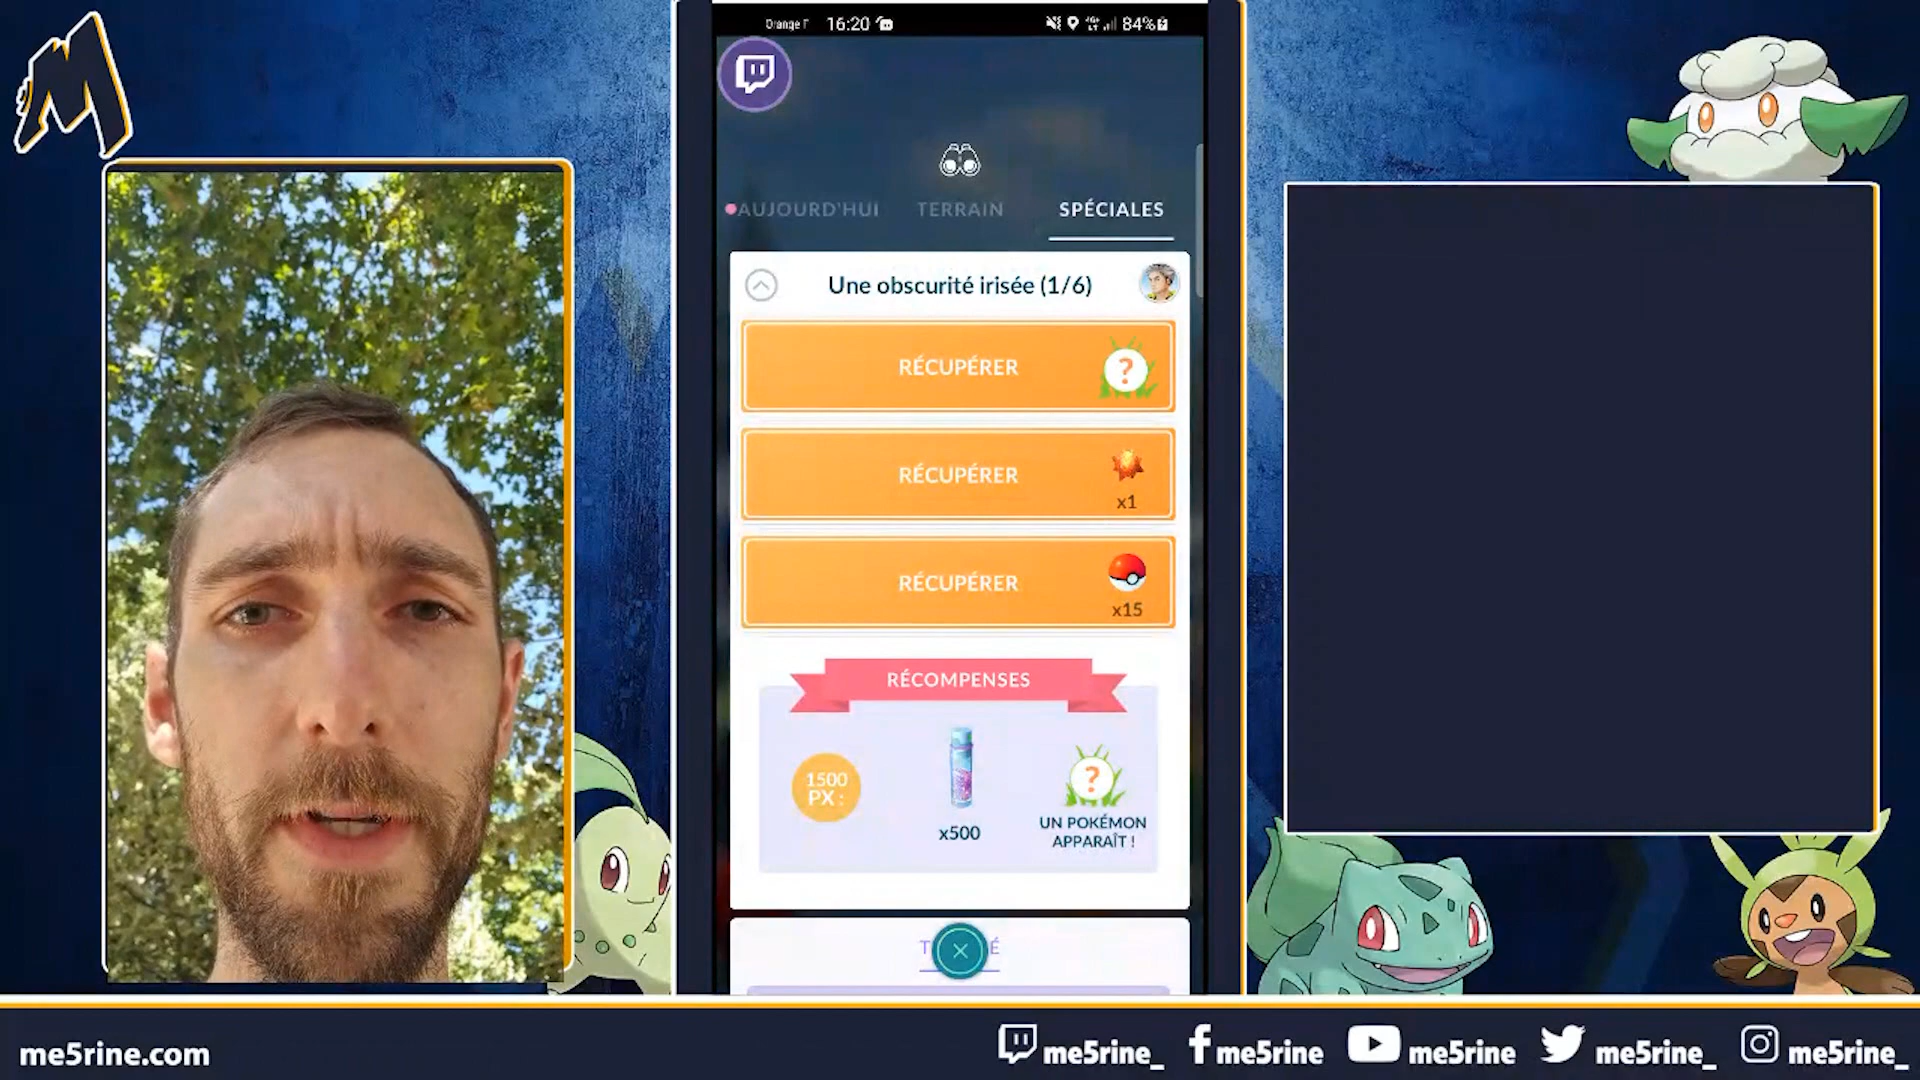 Orange F 16:20 84%
AUJOURD'HUI TERRAIN SPÉCIALES
Une obscurité irisée (1/6)
RÉCUPÉRER
?
RÉCUPÉRER
x1
RÉCUPÉRER
x15
RÉCOMPENSES
1500
PX :
x500
?
UN POKÉMON
APPARAÎT !
me5rine.com
me5rine_ me5rine me5rine me5rine_ me5rine_